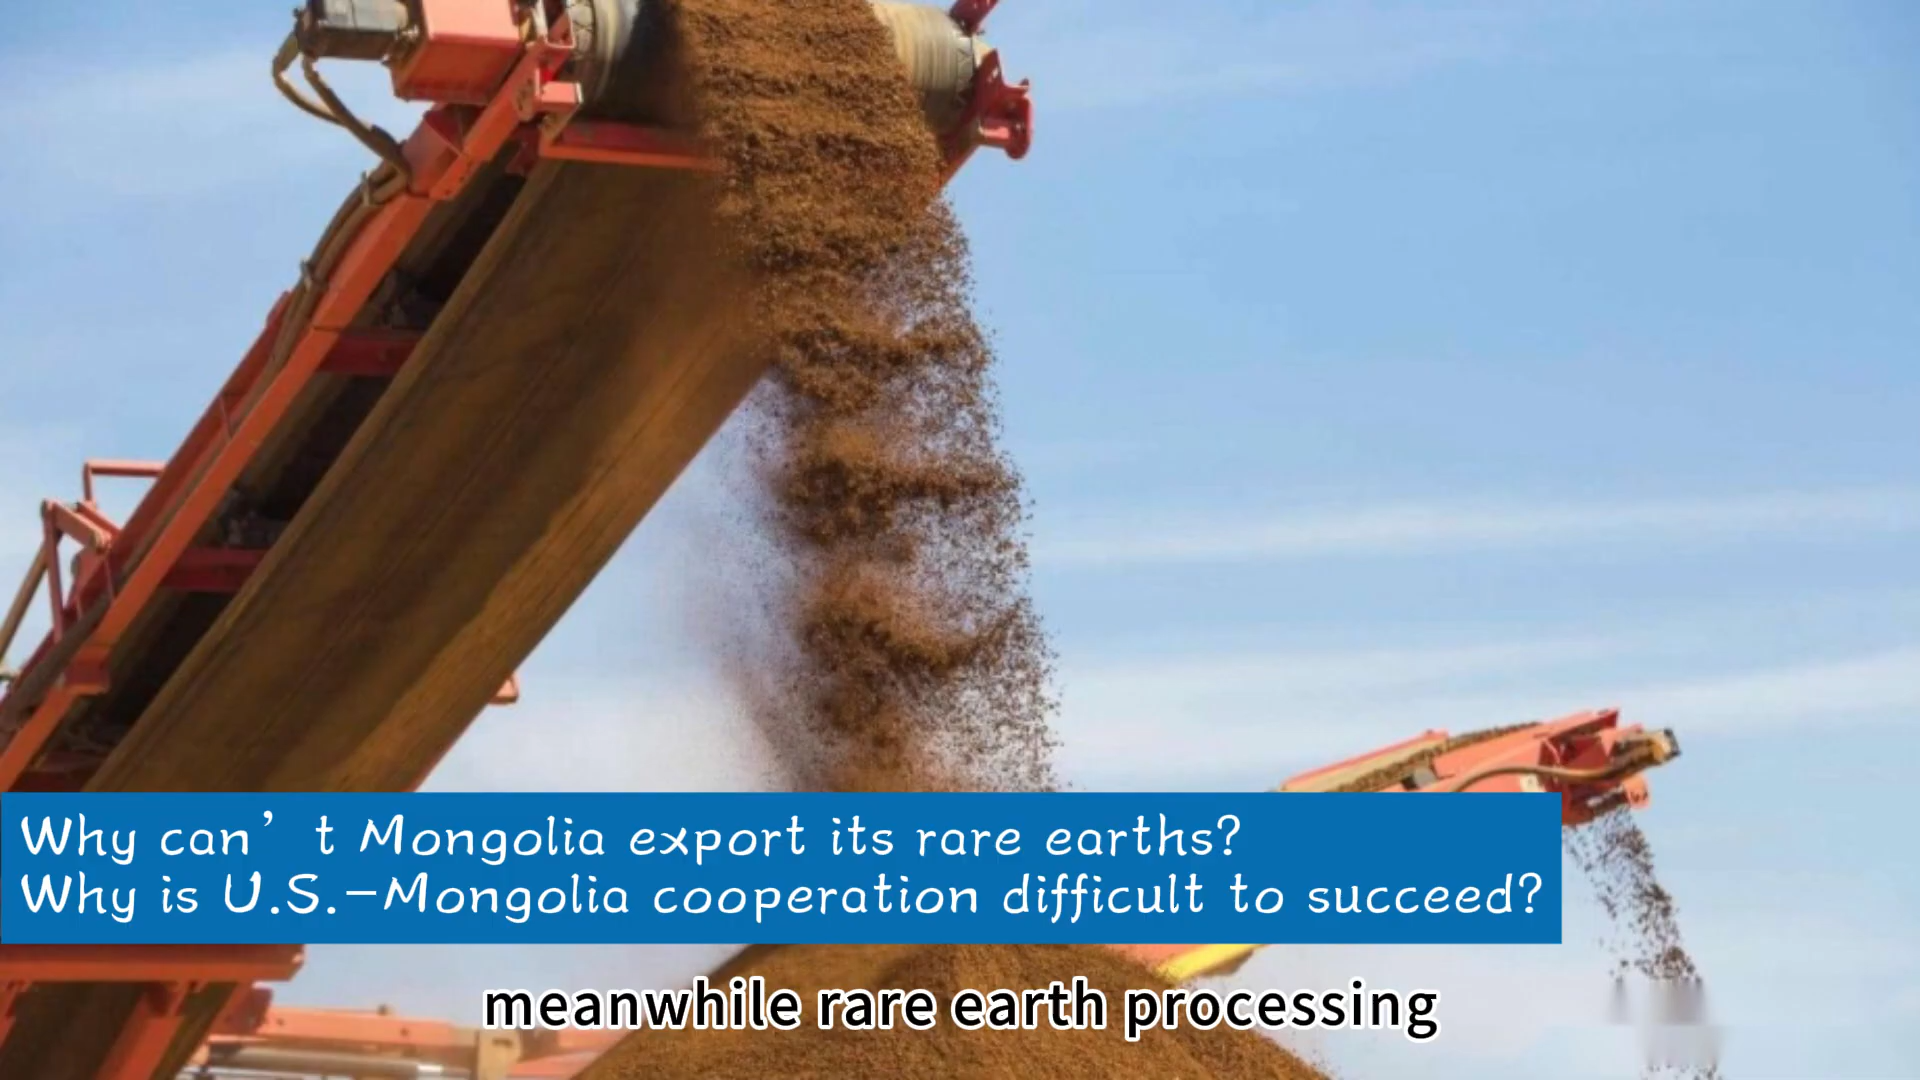 Why can’t Mongolia export its rare earths?
Why is U.S.-Mongolia cooperation difficult to succeed?
meanwhile rare earth processing